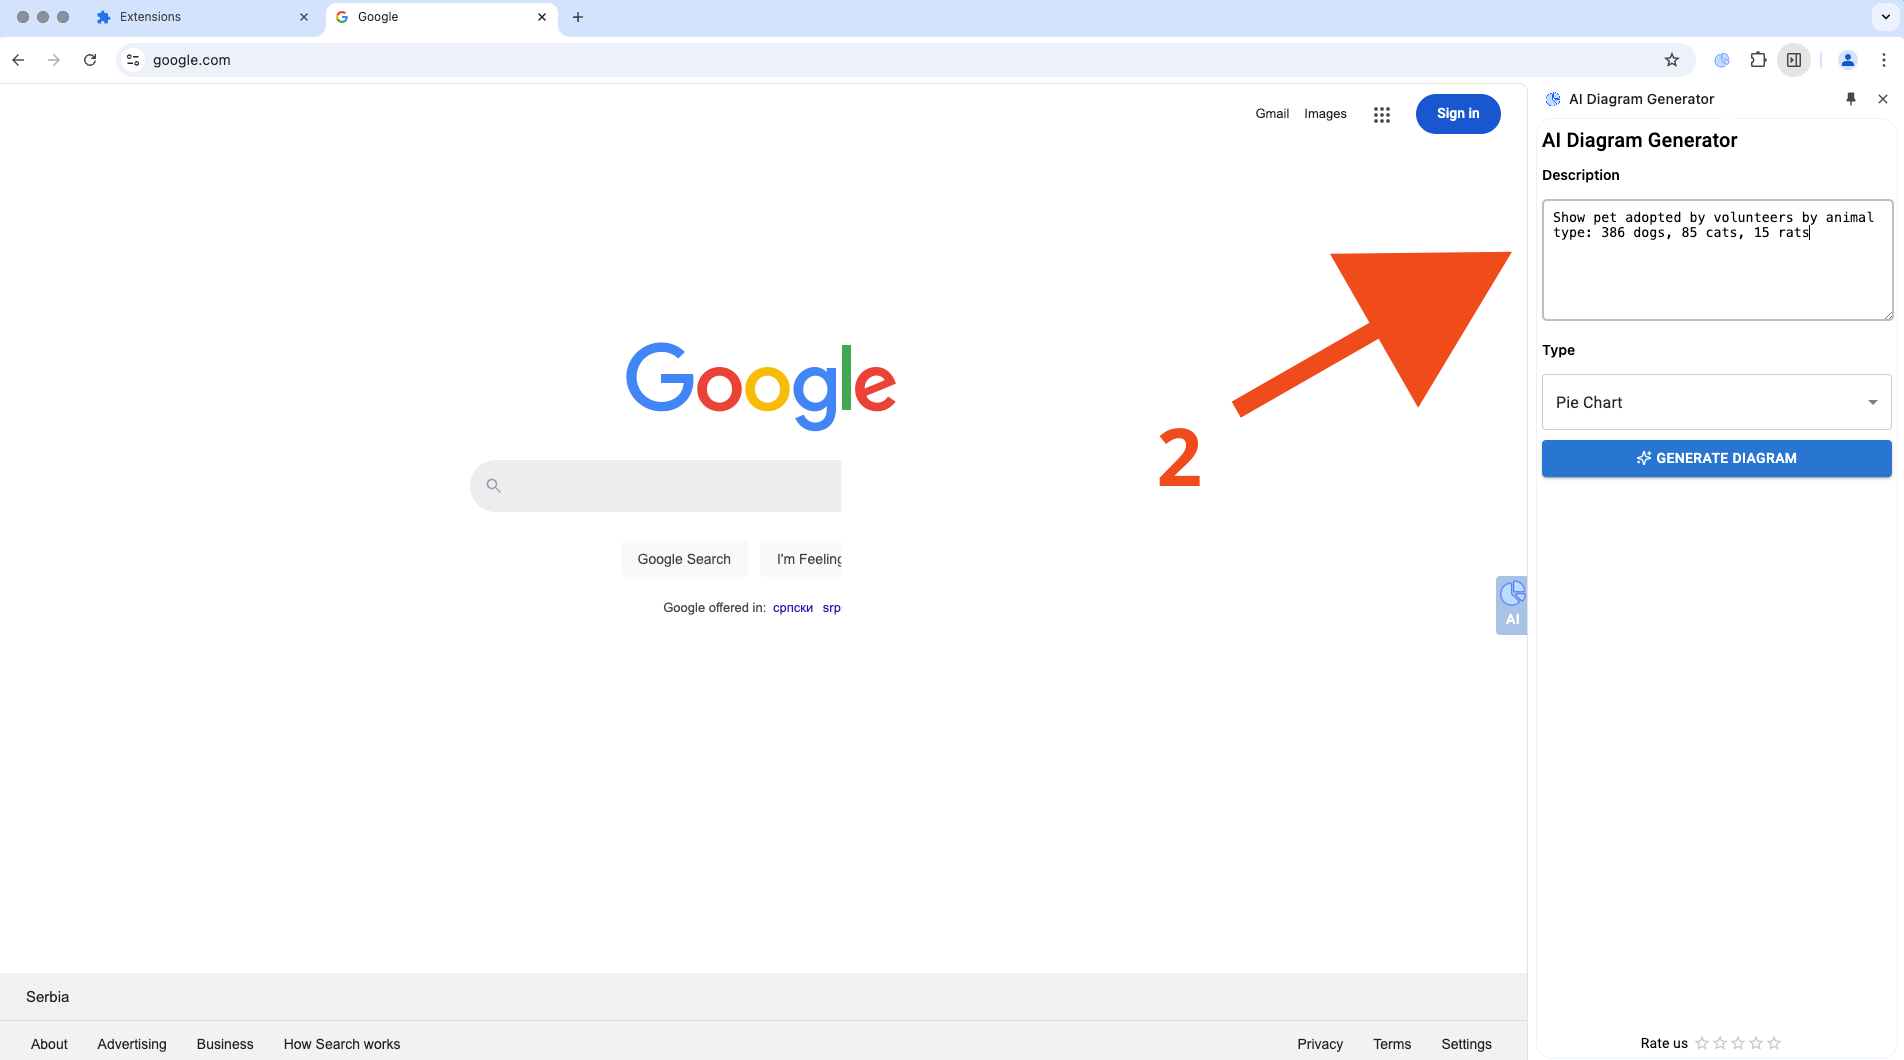 Extensions
Google
google.com
AI Diagram Generator
Gmail Images Sign in
AI Diagram Generator
Description
Show pet adopted by volunteers by animal
type: 386 dogs, 85 cats, 15 rats
Type
Pie Chart
GENERATE DIAGRAM
Google
2
Google Search I'm Feeling
Google offered in: српски srp
AI
Serbia
About Advertising Business How Search works Privacy Terms Settings
Rate us